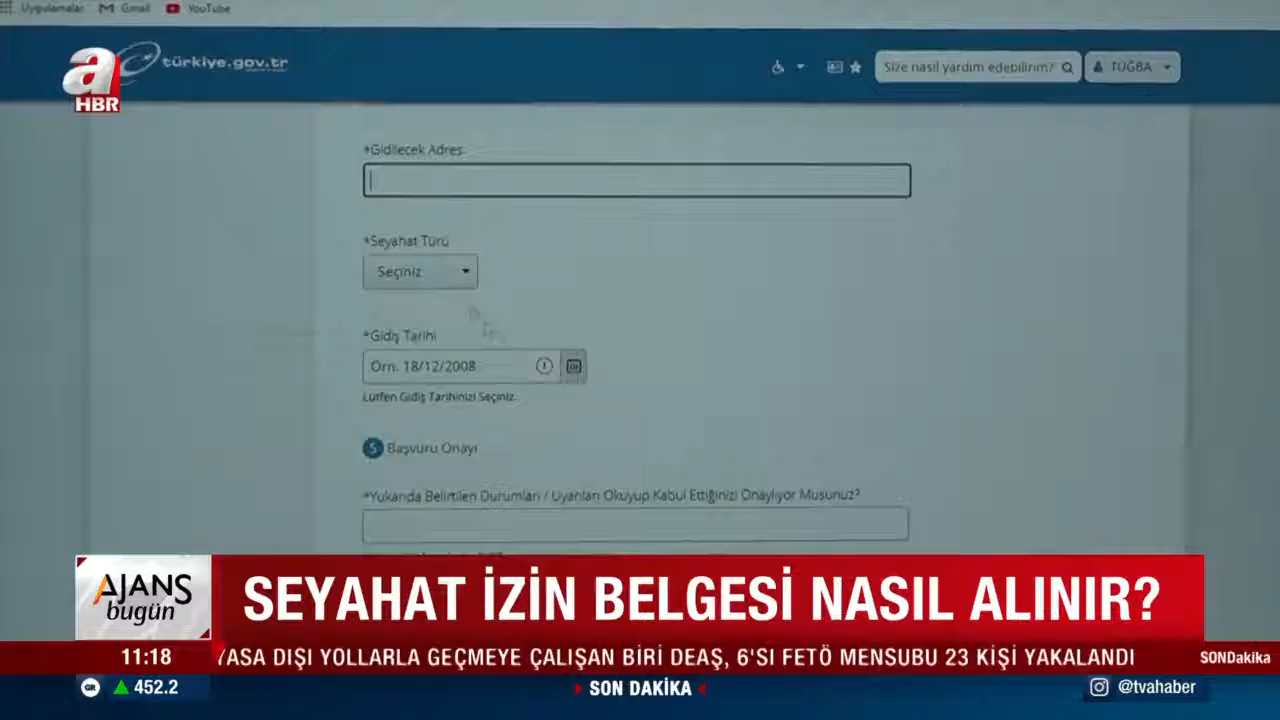 Uygulamalar Gmail YouTube
a HBR
türkiye.gov.tr
Size nasıl yardım edebilirim?
TUĞBA
*Gidilecek Adres
*Seyahat Türü
Seçiniz
*Gidiş Tarihi
Örn. 18/12/2008
Lütfen Gidiş Tarihinizi Seçiniz.
5 Başvuru Onayı
*Yukarıda Belirtilen Durumları / Uyarıları Okuyup Kabul Ettiğinizi Onaylıyor Musunuz?
AJANS
bugün
SEYAHAT İZİN BELGESİ NASIL ALINIR?
11:18
YASA DIŞI YOLLARLA GEÇMEYE ÇALIŞAN BİRİ DEAŞ, 6'SI FETÖ MENSUBU 23 KİŞİ YAKALANDI
SONDakika
GR 452.2
SON DAKİKA
@tvahaber